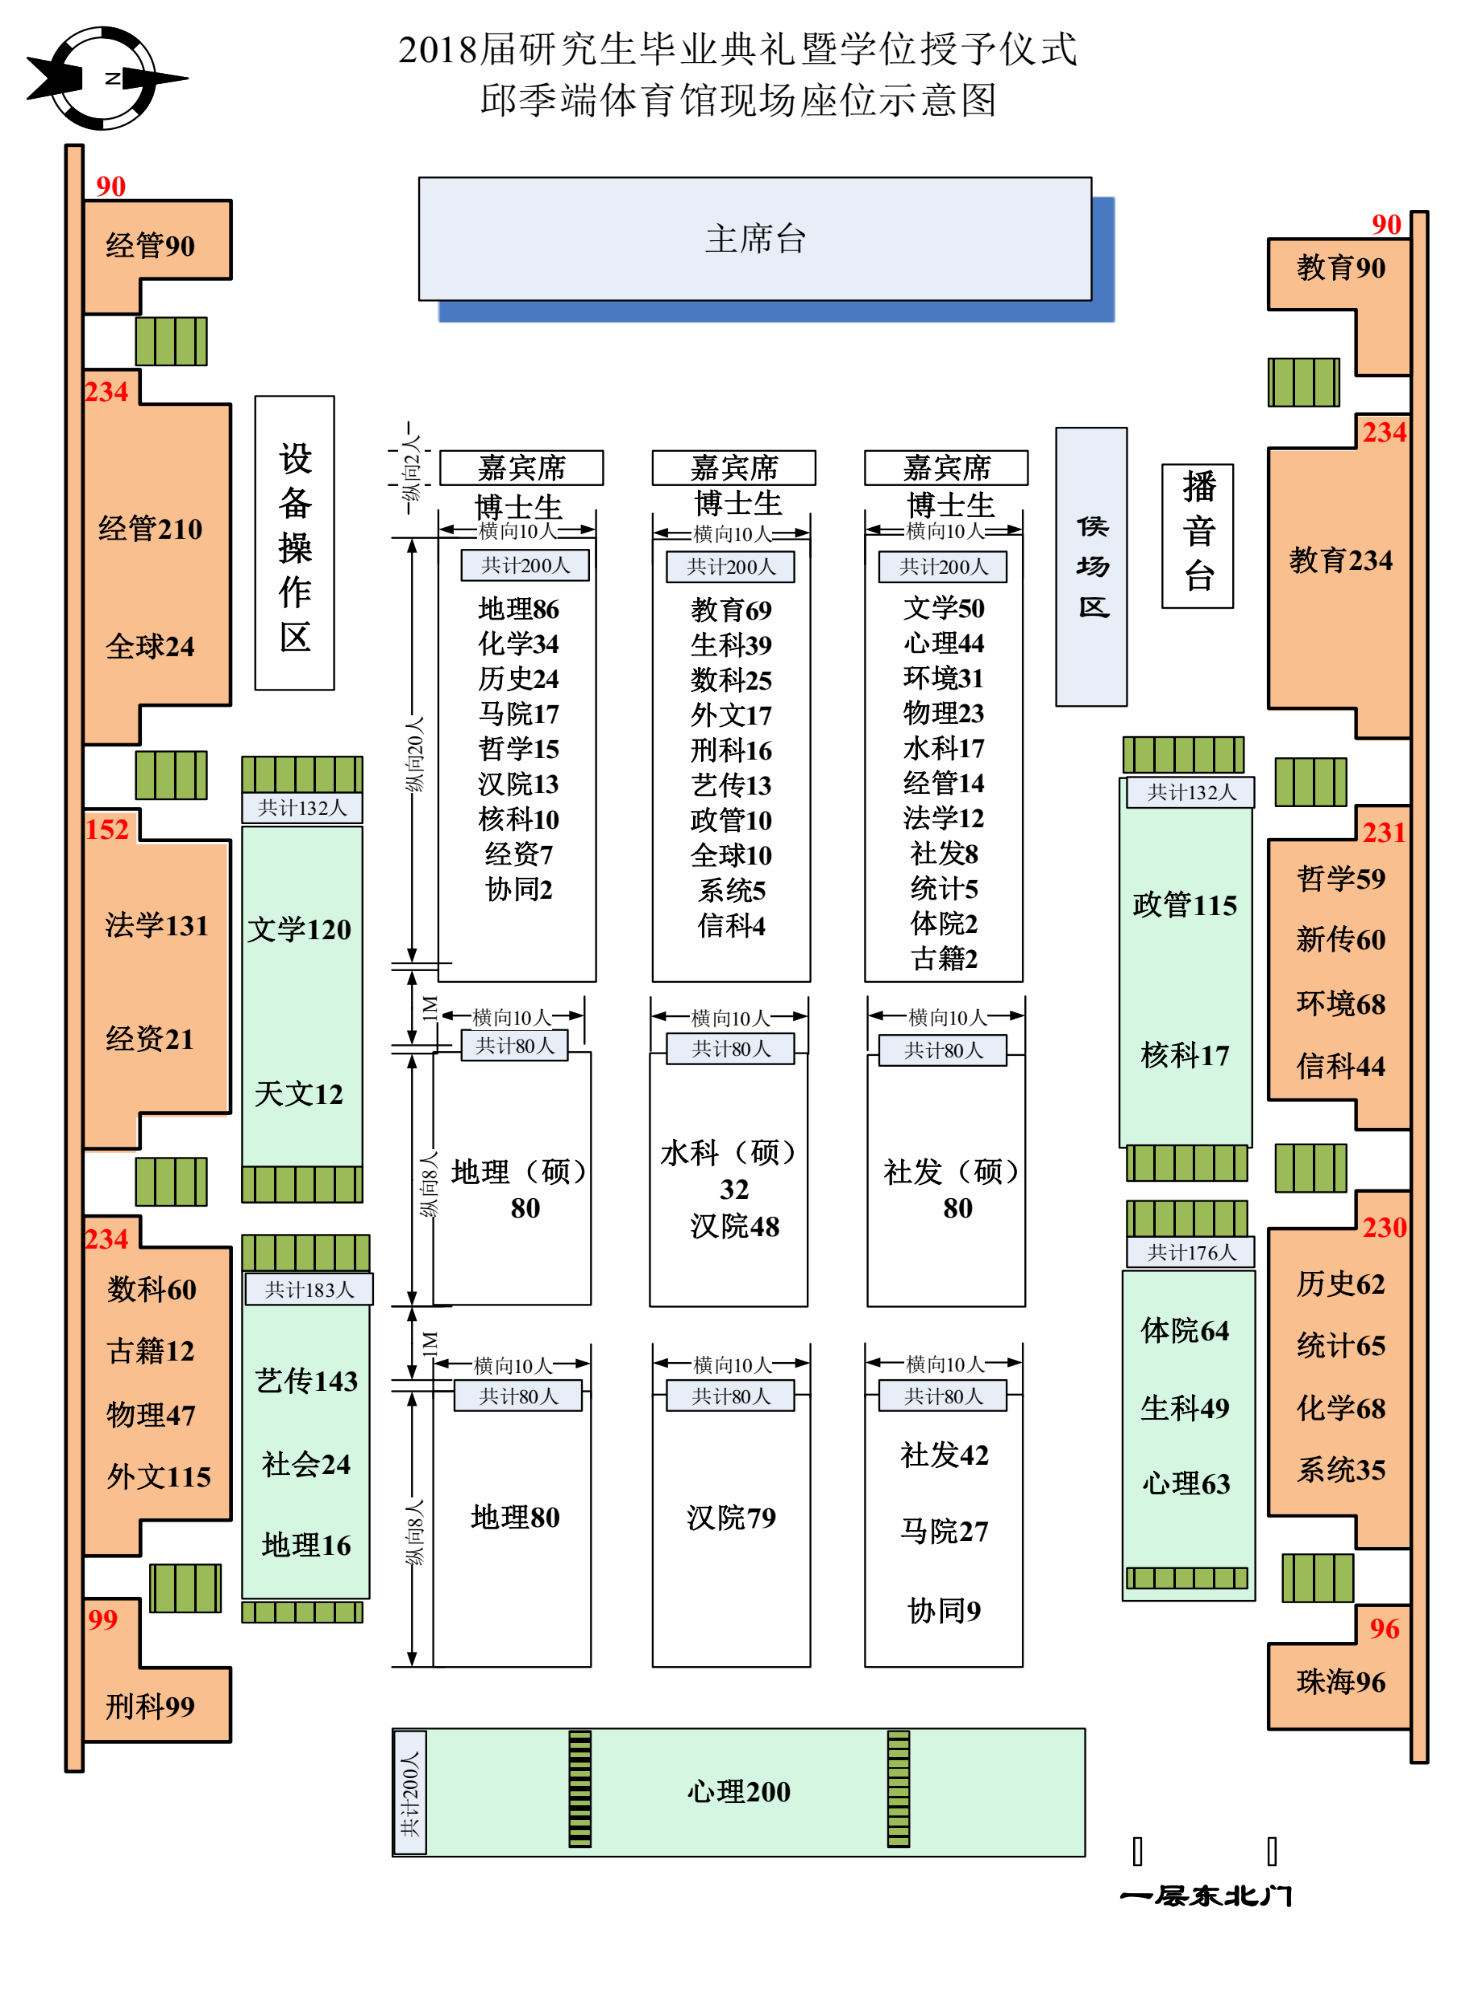 2018届研究生毕业典礼暨学位授予仪式
邱季端体育馆现场座位示意图
N
主席台
90
经管90
234
经管210
全球24
152
法学131
经资21
234
数科60
古籍12
物理47
外文115
99
刑科99
设备操作区
共计132人
文学120
天文12
共计183人
艺传143
社会24
地理16
纵向2人
嘉宾席
博士生
横向10人
共计200人
纵向20人
地理86
化学34
历史24
马院17
哲学15
汉院13
核科10
经资7
协同2
嘉宾席
博士生
横向10人
共计200人
教育69
生科39
数科25
外文17
刑科16
艺传13
政管10
全球10
系统5
信科4
嘉宾席
博士生
横向10人
共计200人
文学50
心理44
环境31
物理23
水科17
经管14
法学12
社发8
统计5
体院2
古籍2
1M
横向10人
共计80人
纵向8人
地理（硕）
80
横向10人
共计80人
水科（硕）
32
汉院48
横向10人
共计80人
社发（硕）
80
1M
横向10人
共计80人
纵向8人
地理80
横向10人
共计80人
汉院79
横向10人
共计80人
社发42
马院27
协同9
共计200人
心理200
侯场区
播音台
共计132人
政管115
核科17
共计176人
体院64
生科49
心理63
90
教育90
234
教育234
231
哲学59
新传60
环境68
信科44
230
历史62
统计65
化学68
系统35
96
珠海96
一层东北门